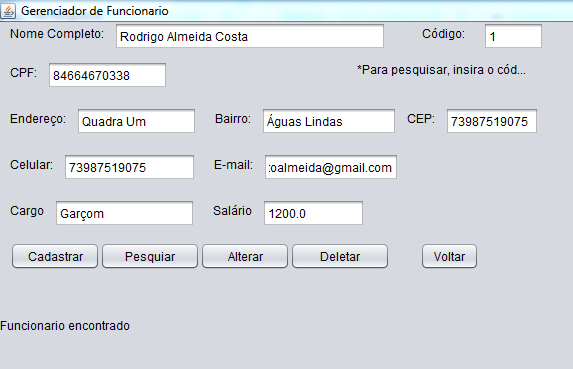 Gerenciador de Funcionario
Nome Completo: Rodrigo Almeida Costa Código: 1
CPF: 84664670338 *Para pesquisar, insira o cód...
Endereço: Quadra Um Bairro: Águas Lindas CEP: 73987519075
Celular: 73987519075 E-mail: :oalmeida@gmail.com
Cargo Garçom Salário 1200.0
Cadastrar Pesquiar Alterar Deletar Voltar
Funcionario encontrado